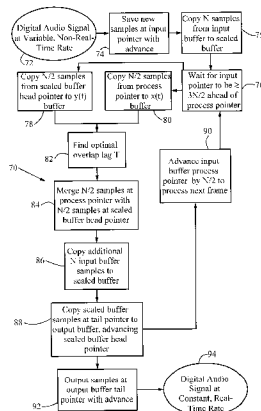 Digital Audio Signal
at Variable, Non-Real-
Time Rate
72
Save new
samples at input
pointer with
advance
74
Copy N samples
from input
buffer to scaled
buffer
75
Copy N/2 samples
from scaled buffer
head pointer to y(t)
buffer
78
Copy N/2 samples
from process
pointer to x(t)
buffer
80
Wait for input
pointer to be ≥
3N/2 ahead of
process pointer
90
Find optimal
overlap lag T
82
70
Merge N/2 samples at
process pointer with
N/2 samples at scaled
buffer head pointer
84
Advance input
buffer process
pointer by N/2 to
process next frame
Copy additional
N input buffer
samples to
scaled buffer
86
Copy scaled buffer
samples at tail pointer to
output buffer, advancing
scaled buffer head
pointer
88
Output samples at
output buffer tail
pointer with advance
92
94
Digital Audio
Signal at
Constant, Real-
Time Rate